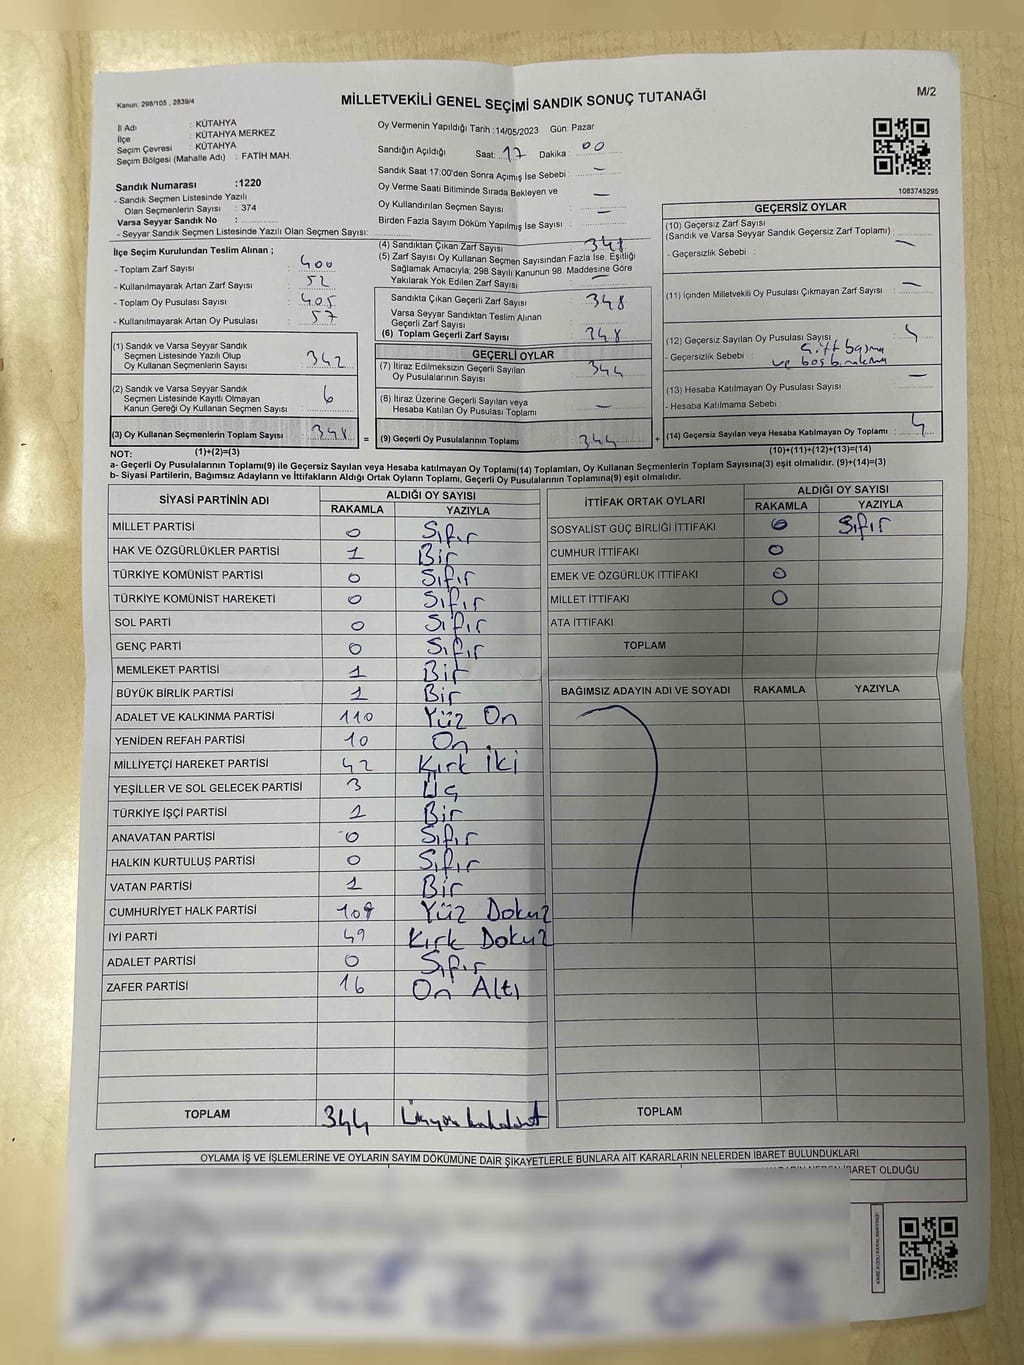 Kanun; 298/105 , 2839/4
MİLLETVEKİLİ GENEL SEÇİMİ SANDIK SONUÇ TUTANAĞI
M/2
İl Adı : KÜTAHYA
İlçe : KÜTAHYA MERKEZ
Seçim Çevresi : KÜTAHYA
Seçim Bölgesi (Mahalle Adı) : FATİH MAH.
Sandık Numarası :1220
- Sandık Seçmen Listesinde Yazılı
Olan Seçmenlerin Sayısı : 374
Varsa Seyyar Sandık No :
- Seyyar Sandık Seçmen Listesinde Yazılı Olan Seçmen Sayısı:
Oy Vermenin Yapıldığı Tarih :14/05/2023 Gün: Pazar
Sandığın Açıldığı Saat: 17 Dakika : 00
Sandık Saat 17:00'den Sonra Açımış İse Sebebi : —
Oy Verme Saati Bitiminde Sırada Bekleyen ve
Oy Kullandırılan Seçmen Sayısı : —
Birden Fazla Sayım Döküm Yapılmış İse Sayısı : —
1083745295
İlçe Seçim Kurulundan Teslim Alınan ;
- Toplam Zarf Sayısı : 400
- Kullanılmayarak Artan Zarf Sayısı : 52
- Toplam Oy Pusulası Sayısı : 405
- Kullanılmayarak Artan Oy Pusulası : 57
(1) Sandık ve Varsa Seyyar Sandık
Seçmen Listesinde Yazılı Olup
Oy Kullanan Seçmenlerin Sayısı : 342
(2) Sandık ve Varsa Seyyar Sandık
Seçmen Listesinde Kayıtlı Olmayan
Kanun Gereği Oy Kullanan Seçmen Sayısı : 6
(3) Oy Kullanan Seçmenlerin Toplam Sayısı : 348 =
(4) Sandıktan Çıkan Zarf Sayısı : 348
(5) Zarf Sayısı Oy Kullanan Seçmen Sayısından Fazla İse, Eşitliği
Sağlamak Amacıyla; 298 Sayılı Kanunun 98. Maddesine Göre
Yakılarak Yok Edilen Zarf Sayısı : —
Sandıkta Çıkan Geçerli Zarf Sayısı : 348
Varsa Seyyar Sandıktan Teslim Alınan
Geçerli Zarf Sayısı :
(6) Toplam Geçerli Zarf Sayısı : 348
GEÇERLİ OYLAR
(7) İtiraz Edilmeksizin Geçerli Sayılan
Oy Pusulalarının Sayısı : 344
(8) İtiraz Üzerine Geçerli Sayılan veya
Hesaba Katılan Oy Pusulaları Toplamı : —
(9) Geçerli Oy Pusulalarının Toplamı : 344 +
GEÇERSİZ OYLAR
(10) Geçersiz Zarf Sayısı
(Sandık ve Varsa Seyyar Sandık Geçersiz Zarf Toplamı) : —
- Geçersizlik Sebebi :
(11) İçinden Milletvekili Oy Pusulası Çıkmayan Zarf Sayısı : —
(12) Geçersiz Sayılan Oy Pusulası Sayısı : 4
- Geçersizlik Sebebi : Çift basma
ve boş bırakma
(13) Hesaba Katılmayan Oy Pusulası Sayısı : —
- Hesaba Katılmama Sebebi :
(14) Geçersiz Sayılan veya Hesaba Katılmayan Oy Toplamı : 4
NOT: (1)+(2)=(3) (10)+(11)+(12)+(13)=(14)
a- Geçerli Oy Pusulalarının Toplamı(9) ile Geçersiz Sayılan veya Hesaba katılmayan Oy Toplamı(14) Toplamları, Oy Kullanan Seçmenlerin Toplam Sayısına(3) eşit olmalıdır. (9)+(14)=(3)
b- Siyasi Partilerin, Bağımsız Adayların ve İttifakların Aldığı Ortak Oyların Toplamı, Geçerli Oy Pusulalarının Toplamına(9) eşit olmalıdır.
SİYASİ PARTİNİN ADI ALDIĞI OY SAYISI
RAKAMLA YAZIYLA
MİLLET PARTİSİ 0 Sıfır
HAK VE ÖZGÜRLÜKLER PARTİSİ 1 Bir
TÜRKİYE KOMÜNİST PARTİSİ 0 Sıfır
TÜRKİYE KOMÜNİST HAREKETİ 0 Sıfır
SOL PARTİ 0 Sıfır
GENÇ PARTİ 0 Sıfır
MEMLEKET PARTİSİ 1 Bir
BÜYÜK BİRLİK PARTİSİ 1 Bir
ADALET VE KALKINMA PARTİSİ 110 Yüz On
YENİDEN REFAH PARTİSİ 10 On
MİLLİYETÇİ HAREKET PARTİSİ 42 Kırk İki
YEŞİLLER VE SOL GELECEK PARTİSİ 3 Üç
TÜRKİYE İŞÇİ PARTİSİ 1 Bir
ANAVATAN PARTİSİ 0 Sıfır
HALKIN KURTULUŞ PARTİSİ 0 Sıfır
VATAN PARTİSİ 1 Bir
CUMHURİYET HALK PARTİSİ 109 Yüz Dokuz
İYİ PARTİ 49 Kırk Dokuz
ADALET PARTİSİ 0 Sıfır
ZAFER PARTİSİ 16 On Altı
TOPLAM 344
İTTİFAK ORTAK OYLARI ALDIĞI OY SAYISI
RAKAMLA YAZIYLA
SOSYALİST GÜÇ BİRLİĞİ İTTİFAKI 0 Sıfır
CUMHUR İTTİFAKI 0
EMEK VE ÖZGÜRLÜK İTTİFAKI 0
MİLLET İTTİFAKI 0
ATA İTTİFAKI
TOPLAM
BAĞIMSIZ ADAYIN ADI VE SOYADI RAKAMLA YAZIYLA
TOPLAM
OYLAMA İŞ VE İŞLEMLERİNE VE OYLARIN SAYIM DÖKÜMÜNE DAİR ŞİKAYETLERLE BUNLARA AİT KARARLARIN NELERDEN İBARET BULUNDUKLARI
İBARET OLDUĞU